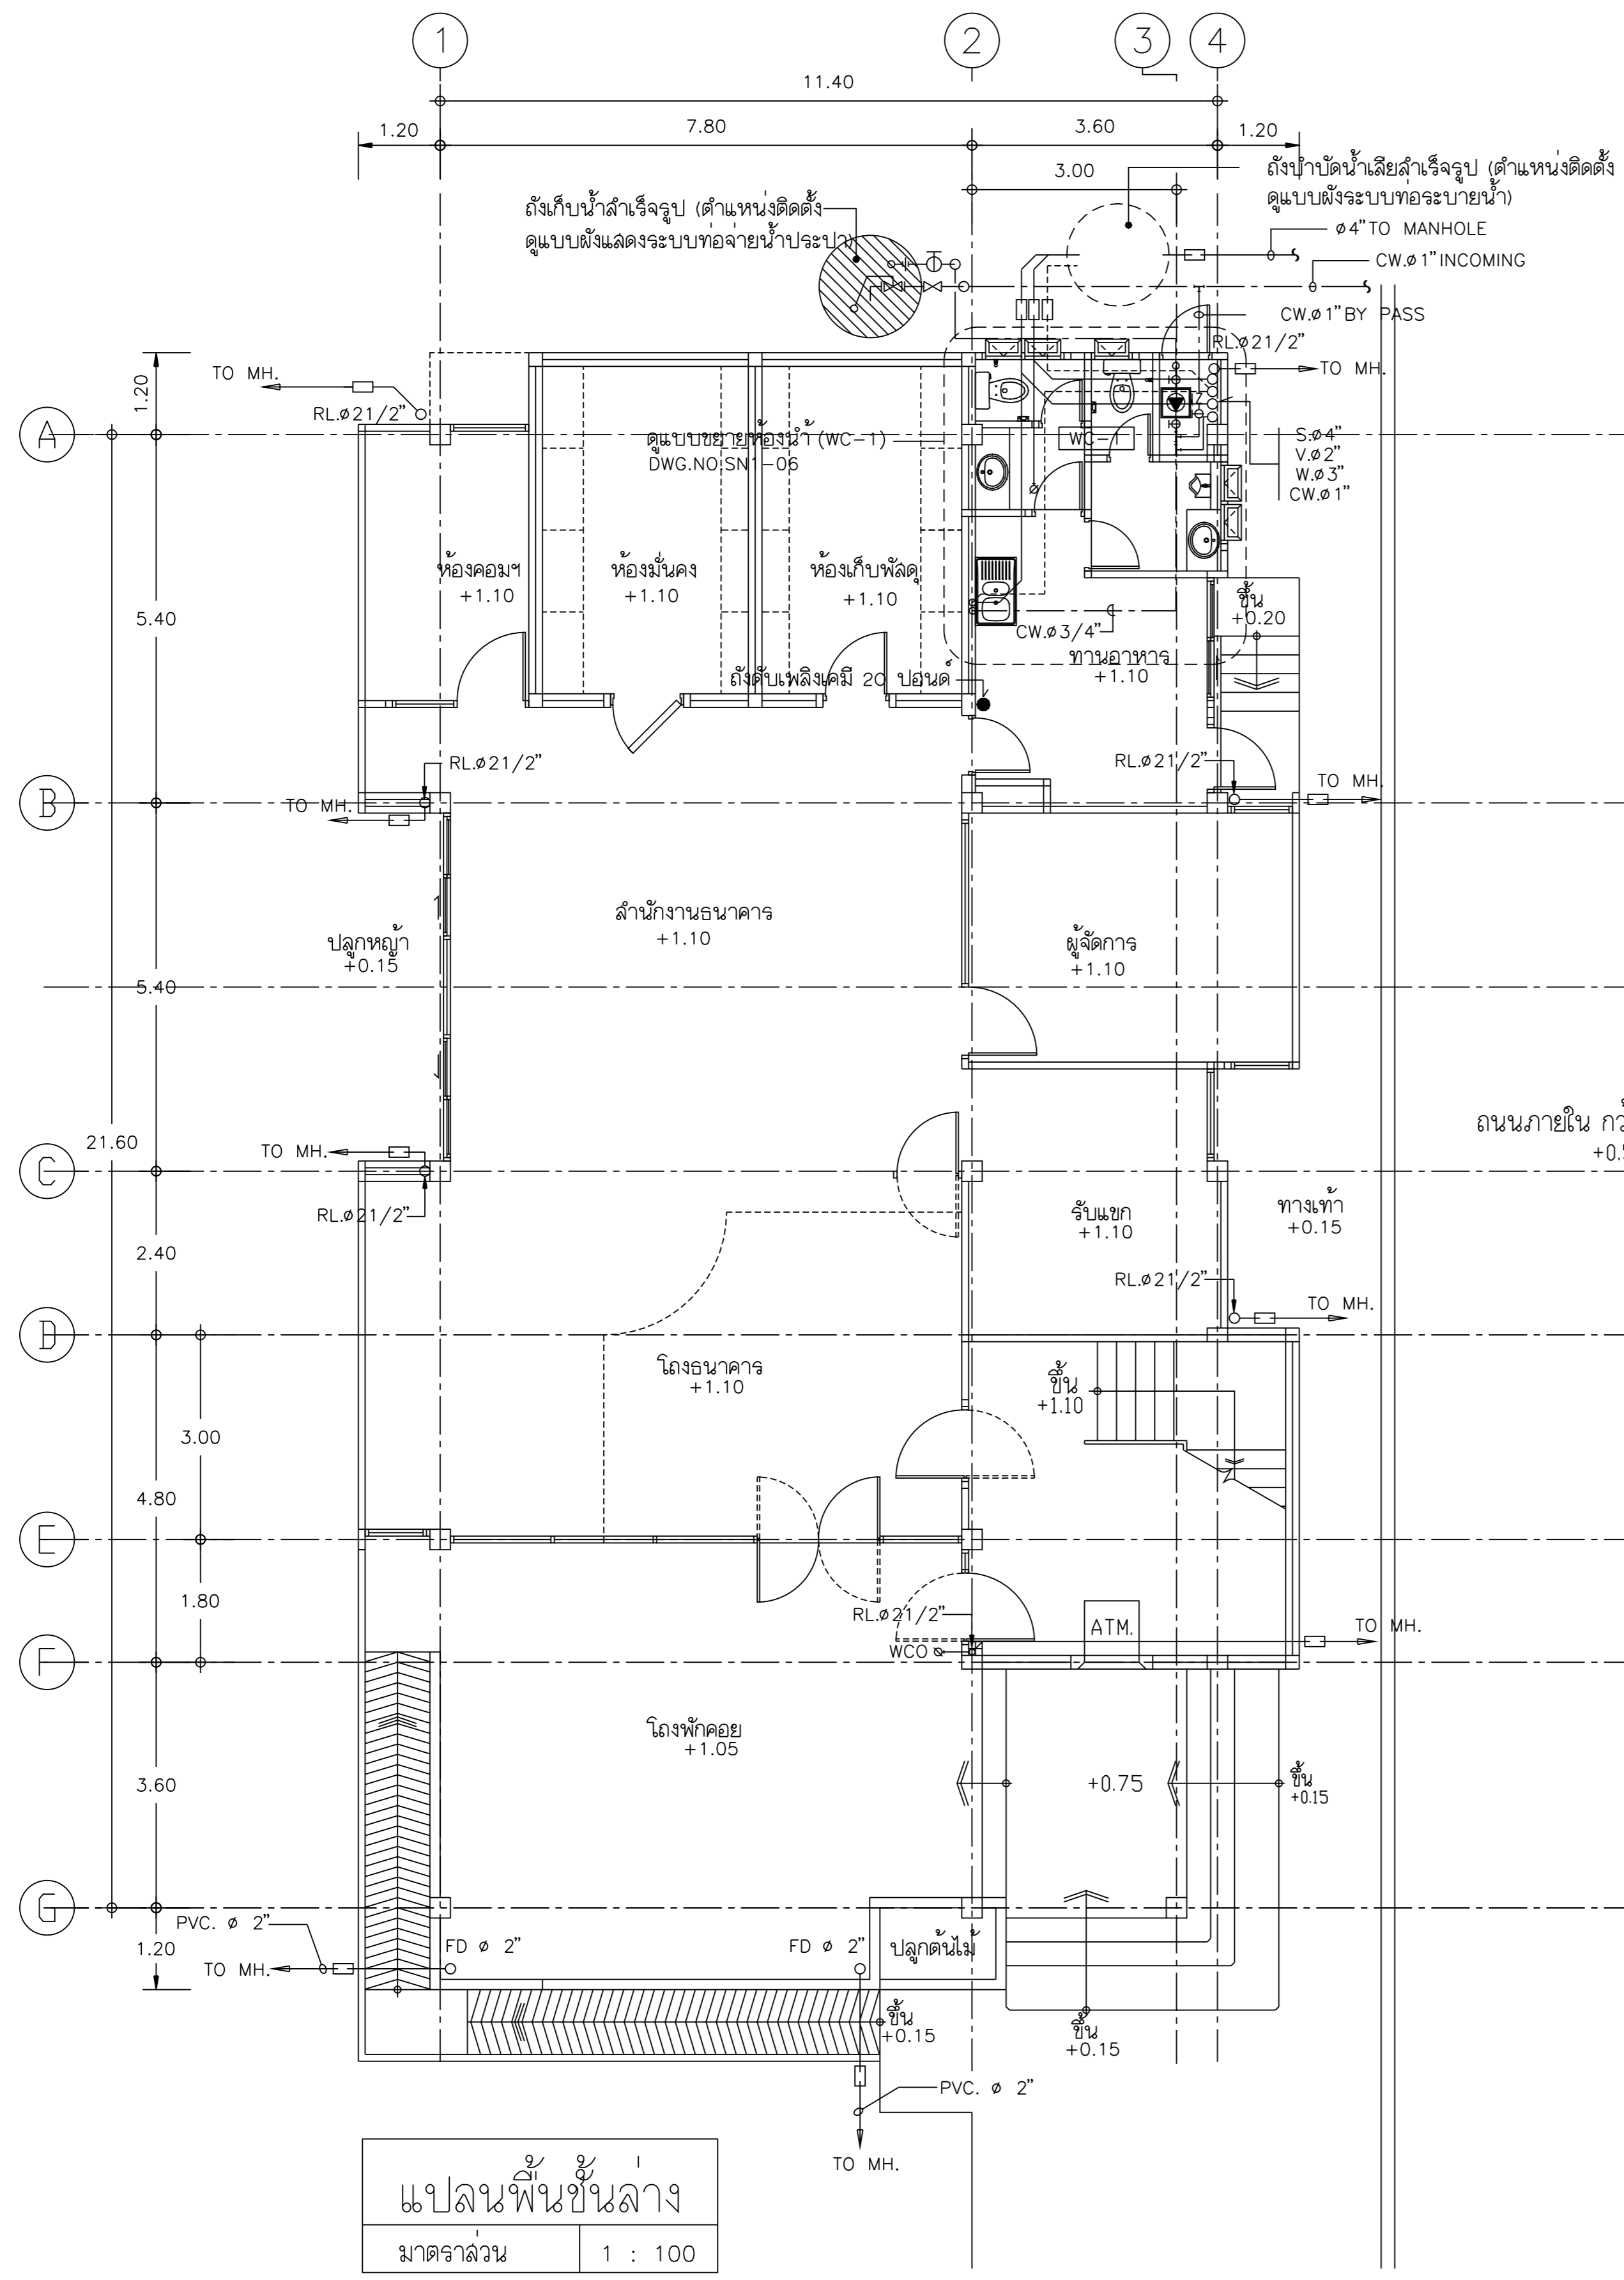 1
2
3
4
11.40
1.20
7.80
3.60
1.20
3.00
ถังบำบัดน้ำเสียสำเร็จรูป (ตำแหน่งติดตั้ง
ดูแบบผังระบบท่อระบายน้ำ)
ถังเก็บน้ำสำเร็จรูป (ตำแหน่งติดตั้ง
ดูแบบผังแสดงระบบท่อจ่ายน้ำประปา)
ø4" TO MANHOLE
CW.ø1" INCOMING
CW.ø1" BY PASS
RL.ø21/2"
TO MH.
TO MH.
RL.ø21/2"
1.20
A
ดูแบบขยายห้องน้ำ (WC-1)
DWG.NO.SN1-06
WC-1
S.ø4"
V.ø2"
W.ø3"
CW.ø1"
ห้องคอมฯ
+1.10
ห้องมั่นคง
+1.10
ห้องเก็บพัสดุ
+1.10
5.40
ขึ้น
+0.20
CW.ø3/4"
ทานอาหาร
+1.10
ถังดับเพลิงเคมี 20 ปอนด์
RL.ø21/2"
RL.ø21/2"
TO MH.
TO MH.
B
สำนักงานธนาคาร
+1.10
ปลูกหญ้า
+0.15
ผู้จัดการ
+1.10
5.40
21.60
ถนนภายใน
TO MH.
C
RL.ø21/2"
รับแขก
+1.10
ทางเท้า
+0.15
2.40
RL.ø21/2"
TO MH.
D
โถงธนาคาร
+1.10
ขึ้น
+1.10
3.00
4.80
E
1.80
RL.ø21/2"
ATM.
TO MH.
WCO
F
โถงพักคอย
+1.05
+0.75
ขึ้น
+0.15
3.60
G
PVC. ø 2"
1.20
TO MH.
FD ø 2"
FD ø 2"
ปลูกต้นไม้
ขึ้น
+0.15
ขึ้น
+0.15
PVC. ø 2"
TO MH.
แปลนพื้นชั้นล่าง
มาตราส่วน
1 : 100